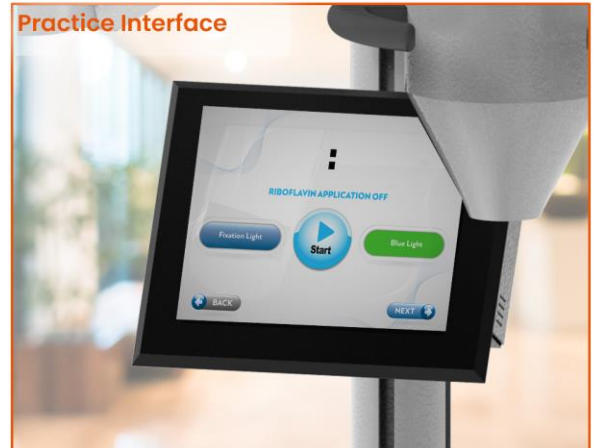 Practice Interface
:
RIBOFLAVIN APPLICATION OFF
Fixation Light
Start
Blue Light
BACK
NEXT